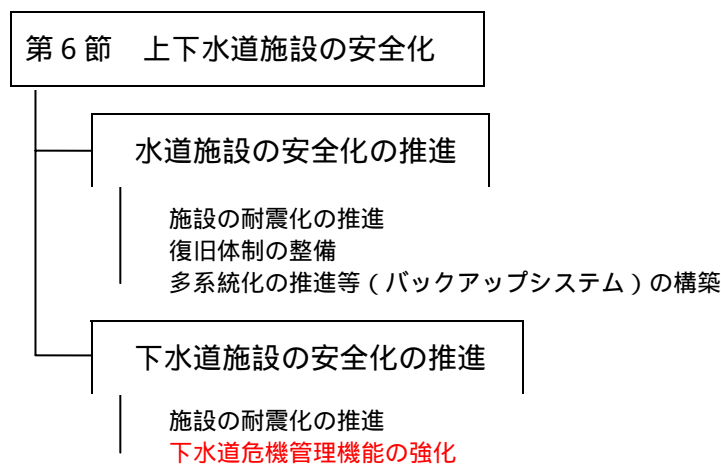 第6節　上下水道施設の安全化
水道施設の安全化の推進
施設の耐震化の推進
復旧体制の整備
多系統化の推進等（バックアップシステム）の構築
下水道施設の安全化の推進
施設の耐震化の推進
下水道危機管理機能の強化